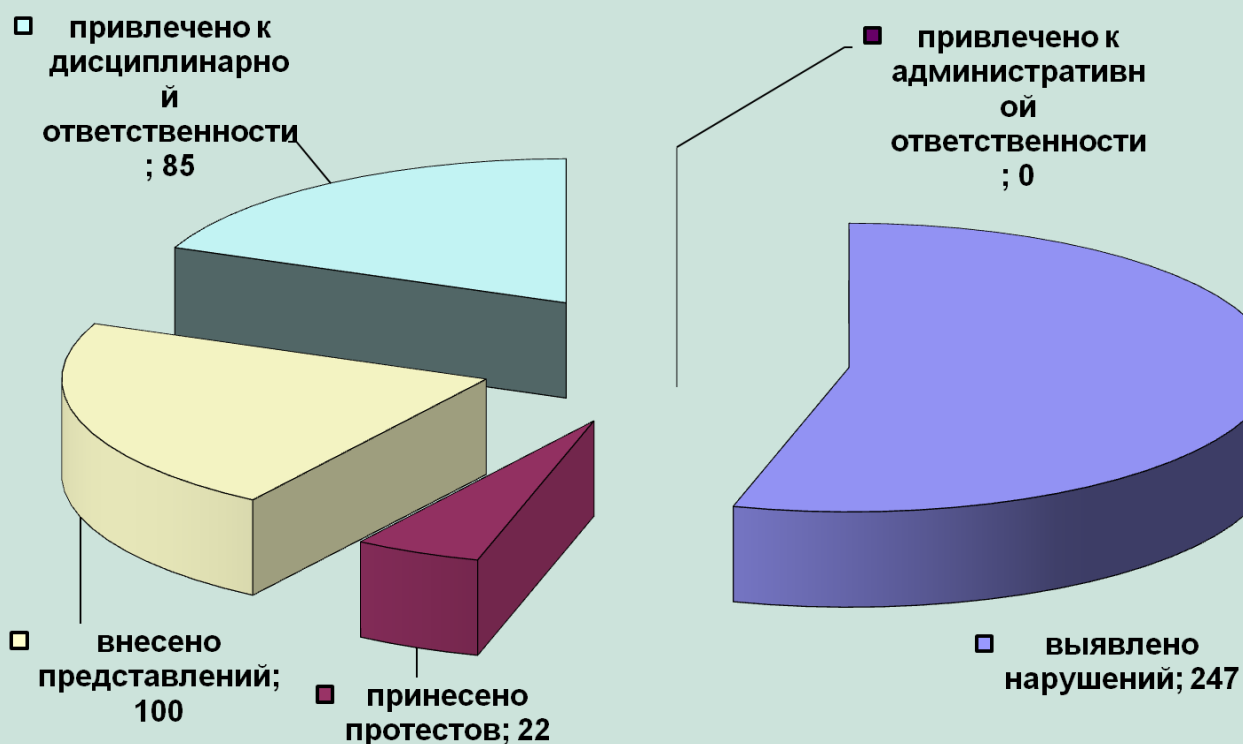 привлечено к
дисциплинарно
й
ответственности
; 85
привлечено к
административн
ой
ответственности
; 0
внесено
представлений;
100
принесено
протестов; 22
выявлено
нарушений; 247